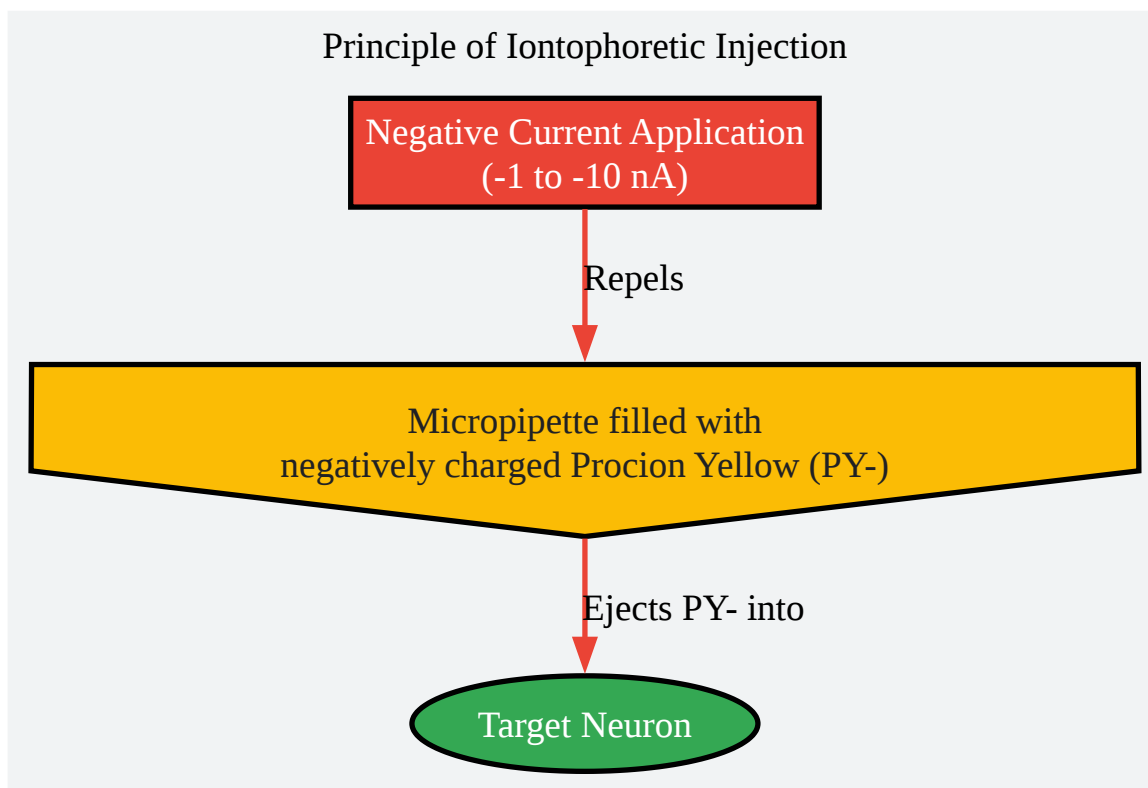 Principle of Iontophoretic Injection
Negative Current Application
(-1 to -10 nA)
Repels
Micropipette filled with
negatively charged Procion Yellow (PY-)
Ejects PY- into
Target Neuron